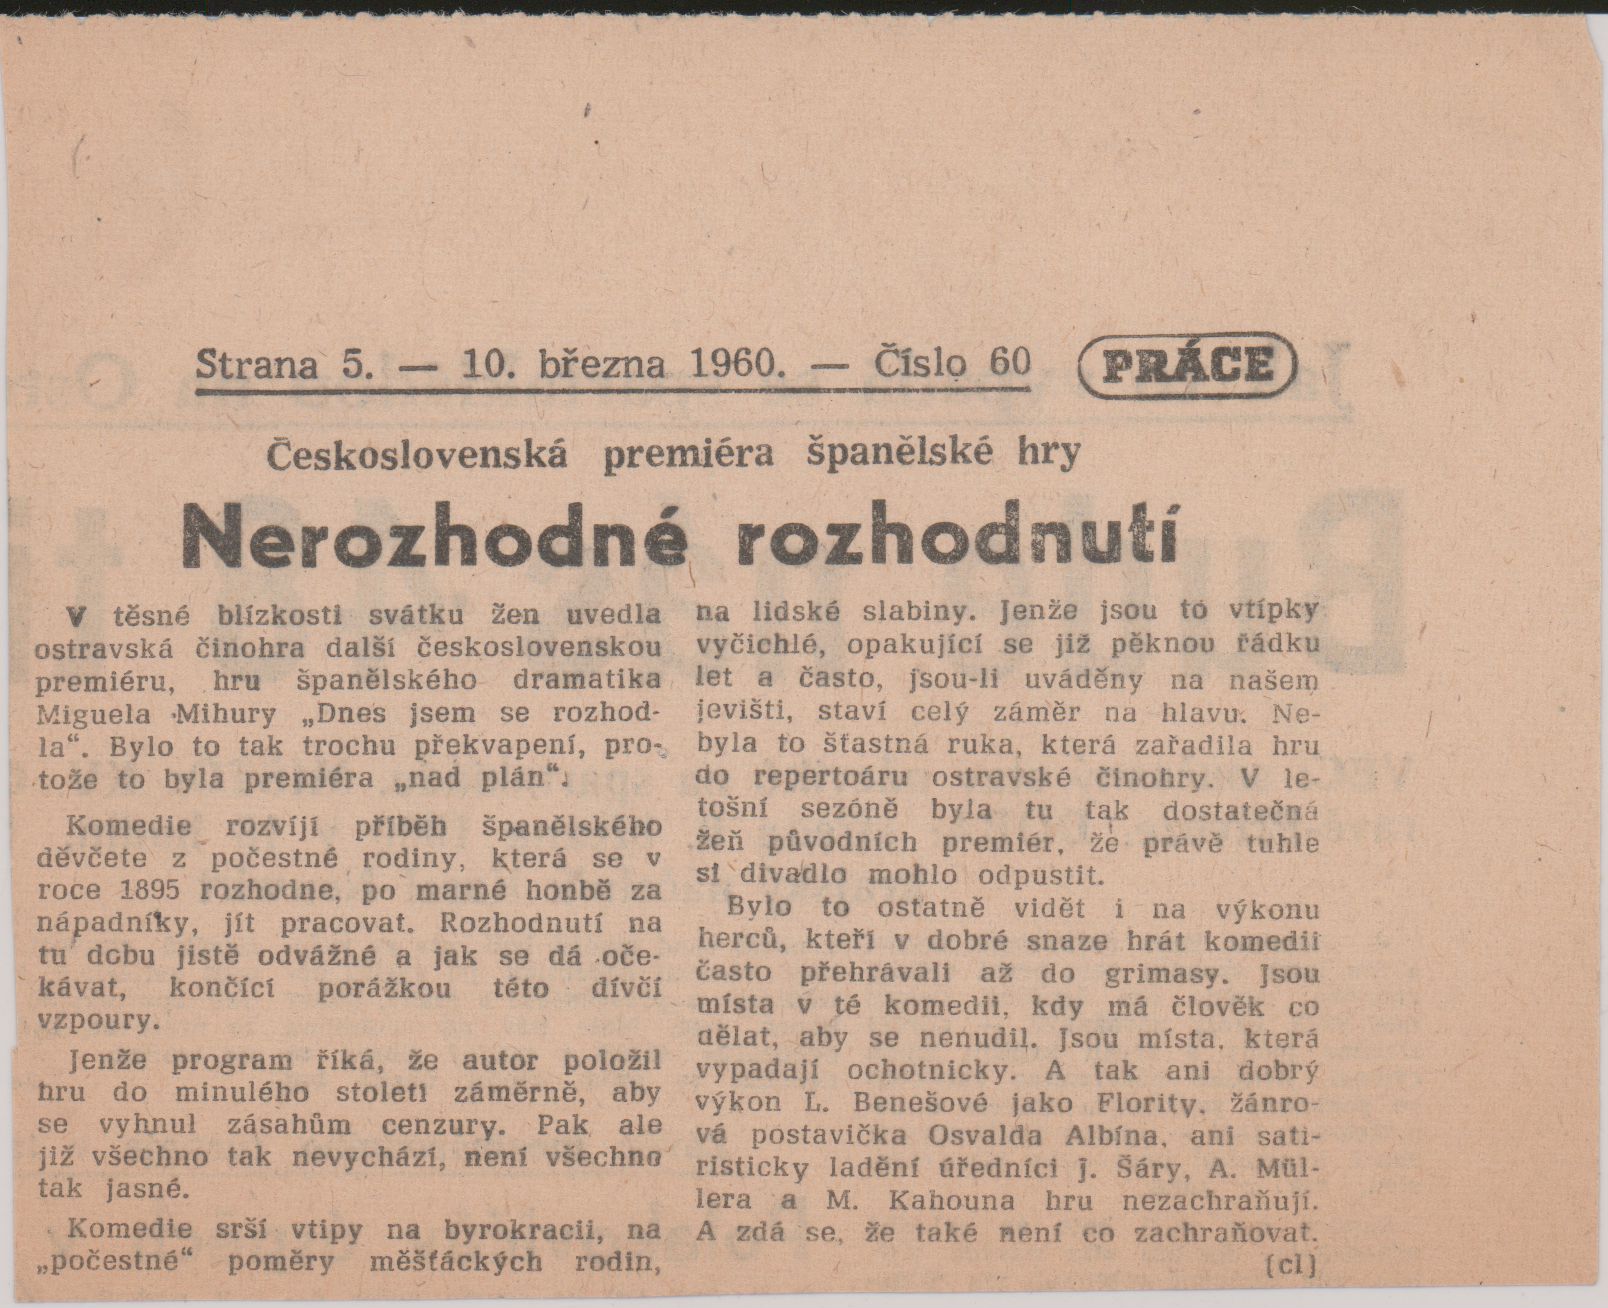 Strana 5. — 10. března 1960. — Číslo 60 PRÁCE
Československá premiéra španělské hry
Nerozhodné rozhodnutí
V těsné blízkosti svátku žen uvedla
ostravská činohra další československou
premiéru, hru španělského dramatika
Miguela Mihury „Dnes jsem se rozhod-
la“. Bylo to tak trochu překvapení, pro-
tože to byla premiéra „nad plán“.
Komedie rozvíjí příběh španělského
děvčete z počestné rodiny, která se v
roce 1895 rozhodne, po marné honbě za
nápadníky, jít pracovat. Rozhodnutí na
tu dobu jistě odvážné a jak se dá oče-
kávat, končící porážkou této dívčí
vzpoury.
Jenže program říká, že autor položil
hru do minulého století záměrně, aby
se vyhnul zásahům cenzury. Pak ale
již všechno tak nevychází, není všechno
tak jasné.
Komedie srší vtipy na byrokracii, na
„počestné“ poměry měšťáckých rodin,
na lidské slabiny. Jenže jsou to vtípky
vyčichlé, opakující se již pěknou řádku
let a často, jsou-li uváděny na našem
jevišti, staví celý záměr na hlavu. Ne-
byla to šťastná ruka, která zařadila hru
do repertoáru ostravské činohry. V le-
tošní sezóně byla tu tak dostatečná
žeň původních premiér, že právě tuhle
si divadlo mohlo odpustit.
Bylo to ostatně vidět i na výkonu
herců, kteří v dobré snaze hrát komedii
často přehrávali až do grimasy. Jsou
místa v té komedii, kdy má člověk co
dělat, aby se nenudil. Jsou místa, která
vypadají ochotnicky. A tak ani dobrý
výkon L. Benešové jako Flority, žánro-
vá postavička Osvalda Albína, ani sati-
risticky ladění úředníci J. Šáry, A. Mül-
lera a M. Kahouna hru nezachraňují.
A zdá se, že také není co zachraňovat.
(cl)